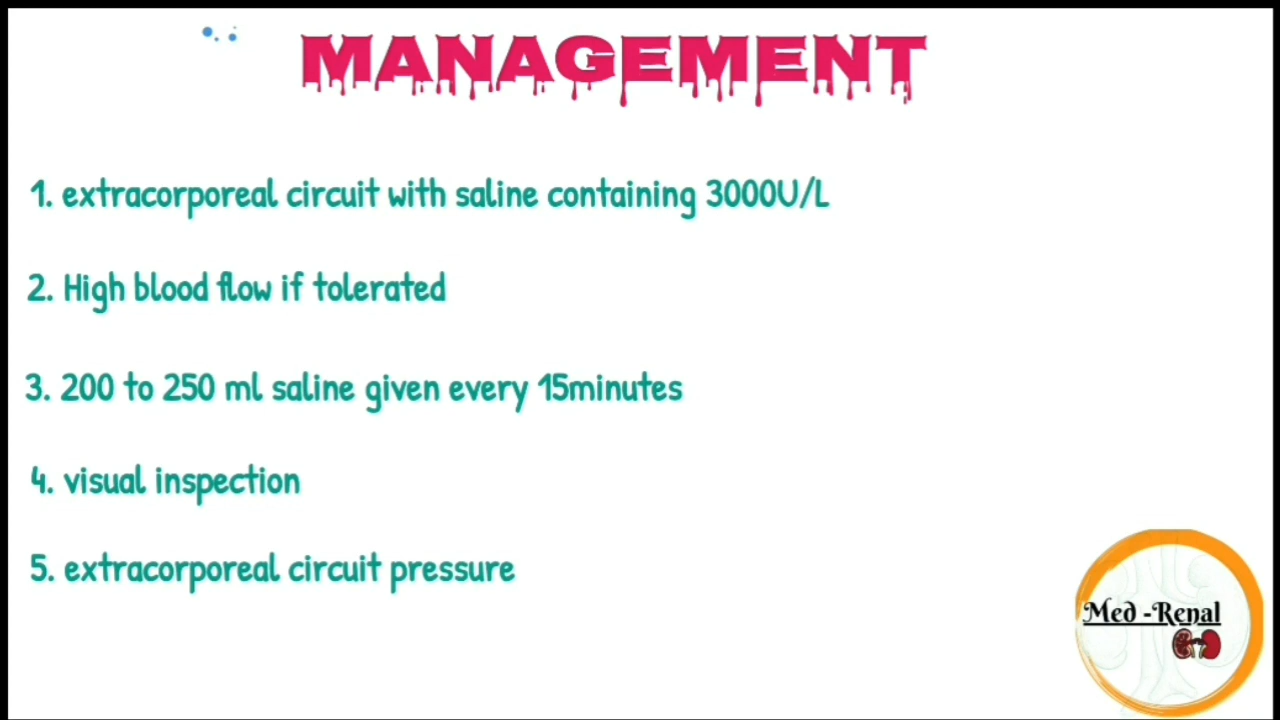 MANAGEMENT
1. extracorporeal circuit with saline containing 3000U/L
2. High blood flow if tolerated
3. 200 to 250 ml saline given every 15minutes
4. visual inspection
5. extracorporeal circuit pressure
Med -Renal